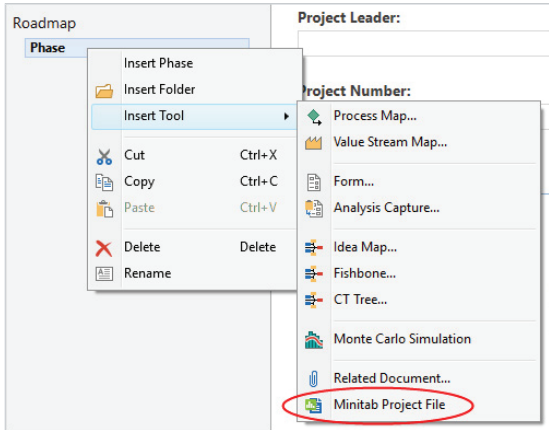 Roadmap
Phase
Project Leader:
Project Number:
Insert Phase
Insert Folder
Insert Tool
Cut Ctrl+X
Copy Ctrl+C
Paste Ctrl+V
Delete Delete
Rename
Process Map...
Value Stream Map...
Form...
Analysis Capture...
Idea Map...
Fishbone...
CT Tree...
Monte Carlo Simulation
Related Document...
Minitab Project File